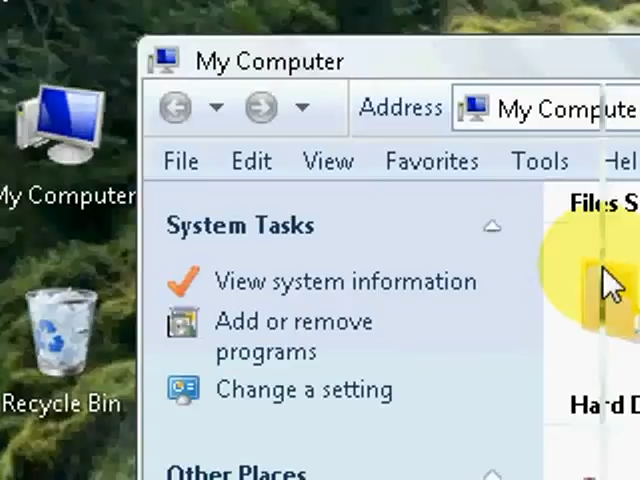 My Computer
Address
My Compute
File Edit View Favorites Tools Hel
My Computer
System Tasks
Files S
View system information
Add or remove
programs
Change a setting
Recycle Bin
Hard D
Other Places